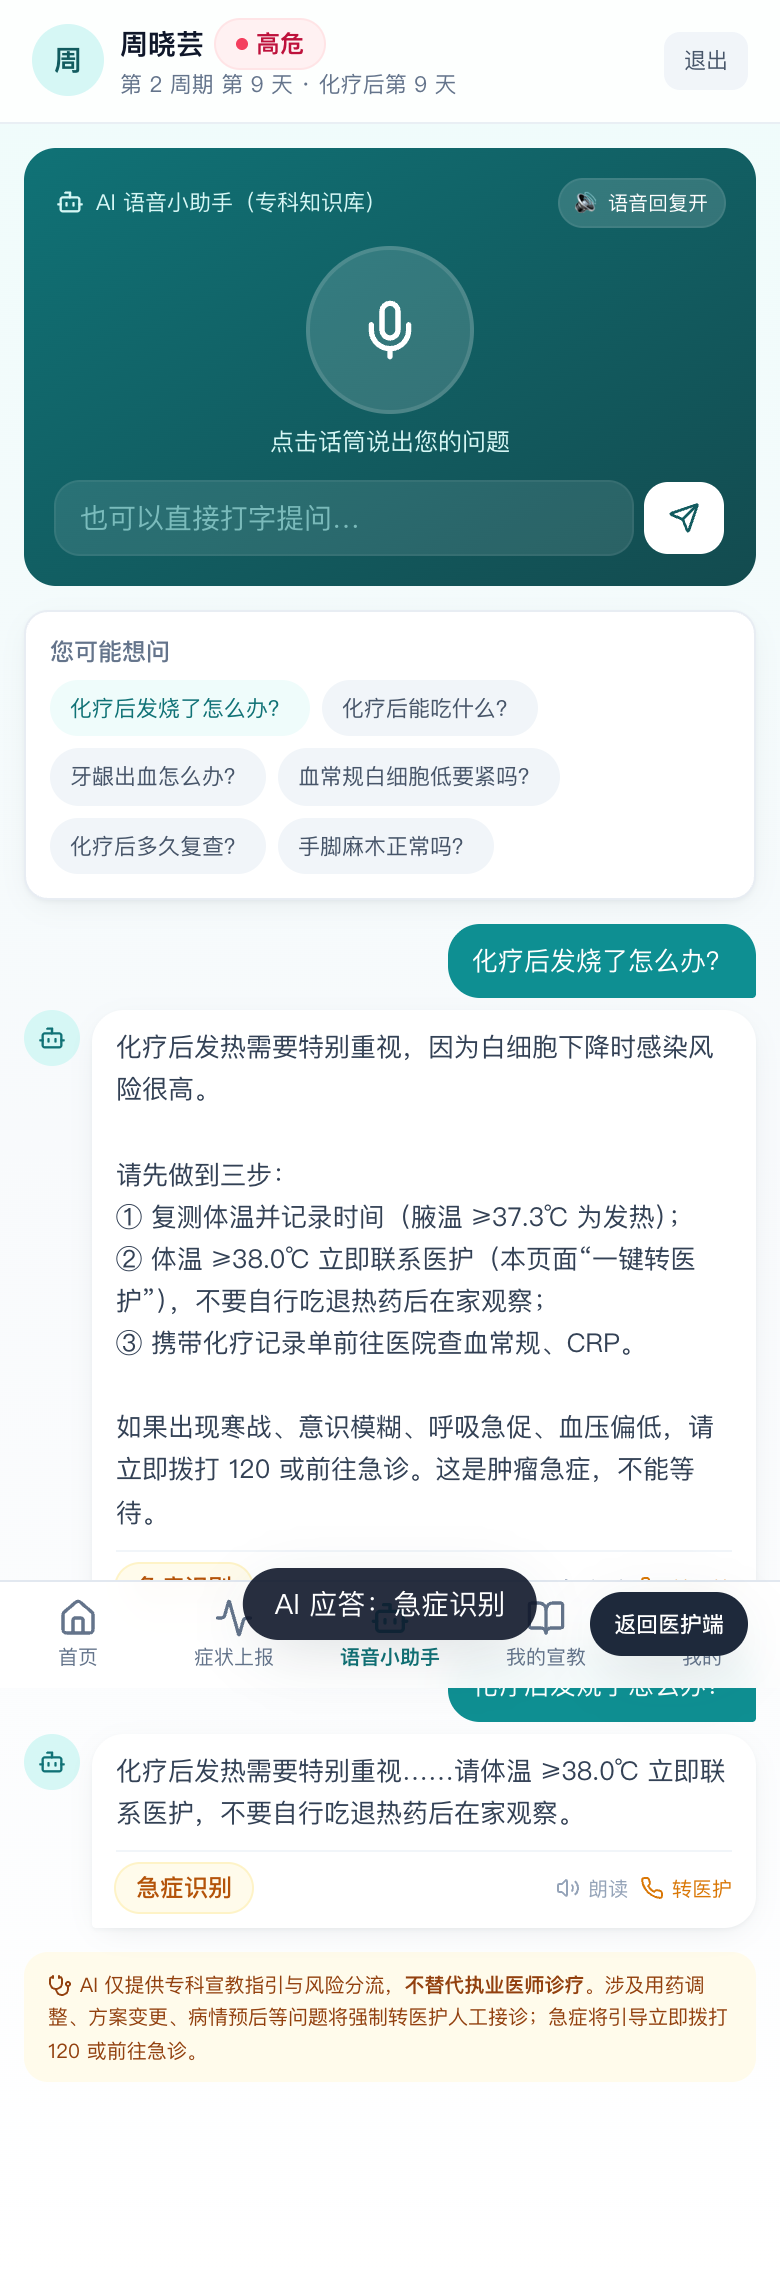 周
周晓芸
高危
第 2 周期 第 9 天 · 化疗后第 9 天
退出
AI 语音小助手（专科知识库）
语音回复开
点击话筒说出您的问题
也可以直接打字提问…
您可能想问
化疗后发烧了怎么办？
化疗后能吃什么？
牙龈出血怎么办？
血常规白细胞低要紧吗？
化疗后多久复查？
手脚麻木正常吗？
化疗后发烧了怎么办？
化疗后发热需要特别重视，因为白细胞下降时感染风
险很高。
请先做到三步：
① 复测体温并记录时间（腋温 ≥37.3℃ 为发热）；
② 体温 ≥38.0℃ 立即联系医护（本页面“一键转医
护”），不要自行吃退热药后在家观察；
③ 携带化疗记录单前往医院查血常规、CRP。
如果出现寒战、意识模糊、呼吸急促、血压偏低，请
立即拨打 120 或前往急诊。这是肿瘤急症，不能等
待。
AI 应答：急症识别
返回医护端
首页
症状上报
语音小助手
我的宣教
我的
化疗后发烧了怎么办？
化疗后发热需要特别重视……请体温 ≥38.0℃ 立即联
系医护，不要自行吃退热药后在家观察。
急症识别
朗读
转医护
AI 仅提供专科宣教指引与风险分流，不替代执业医师诊疗。涉及用药调
整、方案变更、病情预后等问题将强制转医护人工接诊；急症将引导立即拨打
120 或前往急诊。